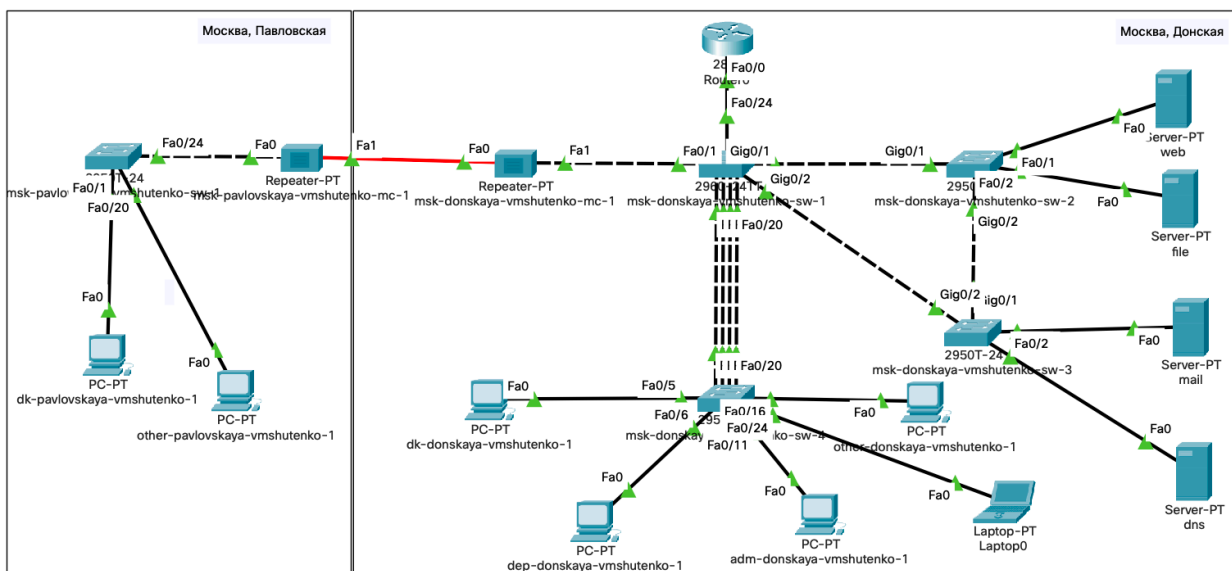 Москва, Павловская
Москва, Донская
Fa0/0
Fa0/24
Fa0
Server-PT
web
Fa0/24
Fa0
Fa1
Fa0
Fa1
Fa0/1
Gig0/1
Gig0/1
Fa0/1
Fa0/1
Repeater-PT
msk-pavlovskaya-vmshutenko-mc-1
Repeater-PT
msk-donskaya-vmshutenko-mc-1
Gig0/2
msk-donskaya-vmshutenko-sw-1
Fa0/2
msk-donskaya-vmshutenko-sw-2
Fa0
Fa0/20
Fa0/20
Gig0/2
Server-PT
file
Fa0
Gig0/2
Gig0/1
Fa0/2
Fa0
2950T-24
msk-donskaya-vmshutenko-sw-3
Server-PT
mail
PC-PT
dk-pavlovskaya-vmshutenko-1
Fa0
PC-PT
other-pavlovskaya-vmshutenko-1
Fa0/20
Fa0
Fa0/5
Fa0/6
Fa0/16
Fa0/24
Fa0/11
Fa0
PC-PT
dk-donskaya-vmshutenko-1
PC-PT
other-donskaya-vmshutenko-1
Fa0
Fa0
Fa0
Fa0
PC-PT
dep-donskaya-vmshutenko-1
PC-PT
adm-donskaya-vmshutenko-1
Laptop-PT
Laptop0
Server-PT
dns